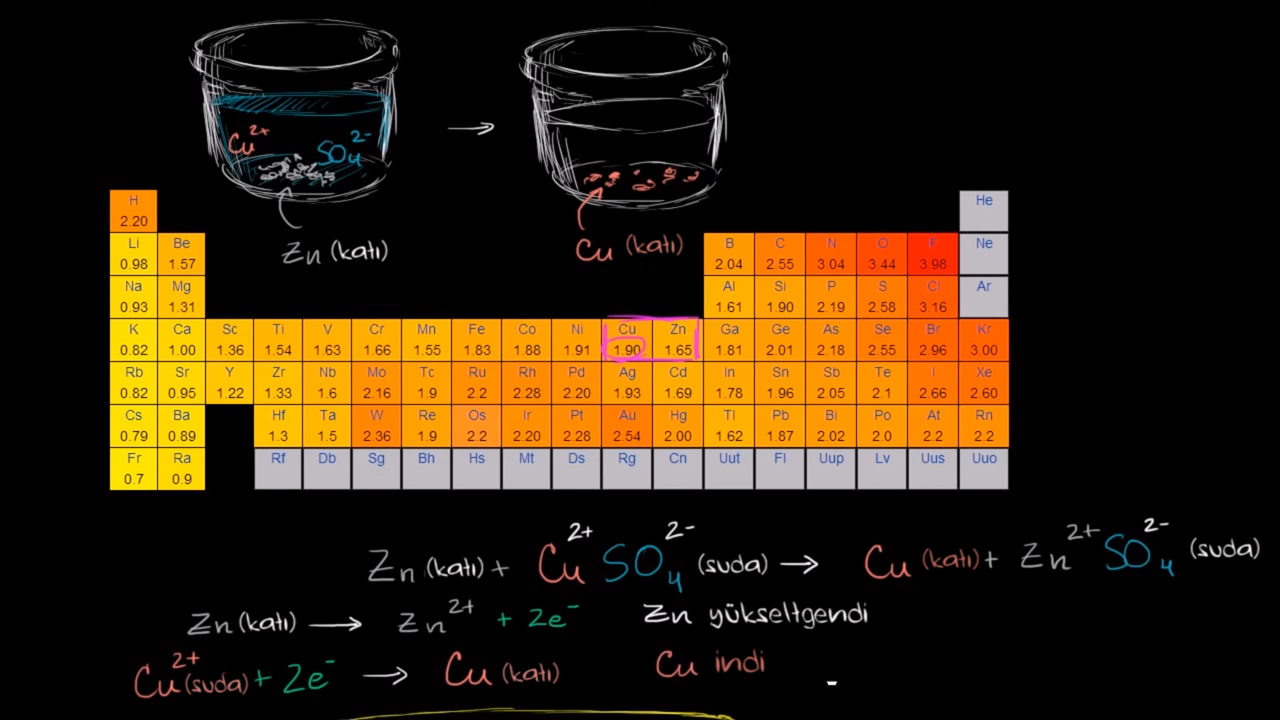 Cu²⁺ SO₄²⁻
Zn (katı) Cu (katı)
H He
2.20
Li Be B C N O F Ne
0.98 1.57 2.04 2.55 3.04 3.44 3.98
Na Mg Al Si P S Cl Ar
0.93 1.31 1.61 1.90 2.19 2.58 3.16
K Ca Sc Ti V Cr Mn Fe Co Ni Cu Zn Ga Ge As Se Br Kr
0.82 1.00 1.36 1.54 1.63 1.66 1.55 1.83 1.88 1.91 1.90 1.65 1.81 2.01 2.18 2.55 2.96 3.00
Rb Sr Y Zr Nb Mo Tc Ru Rh Pd Ag Cd In Sn Sb Te I Xe
0.82 0.95 1.22 1.33 1.6 2.16 1.9 2.2 2.28 2.20 1.93 1.69 1.78 1.96 2.05 2.1 2.66 2.60
Cs Ba Hf Ta W Re Os Ir Pt Au Hg Tl Pb Bi Po At Rn
0.79 0.89 1.3 1.5 2.36 1.9 2.2 2.20 2.28 2.54 2.00 1.62 1.87 2.02 2.0 2.2 2.2
Fr Ra Rf Db Sg Bh Hs Mt Ds Rg Cn Uut Fl Uup Lv Uus Uuo
0.7 0.9
Zn (katı) + Cu²⁺ SO₄²⁻ (suda) → Cu (katı) + Zn²⁺ SO₄²⁻ (suda)
Zn (katı) → Zn²⁺ + 2e⁻ Zn yükseltgendi
Cu²⁺ (suda) + 2e⁻ → Cu (katı) Cu indi